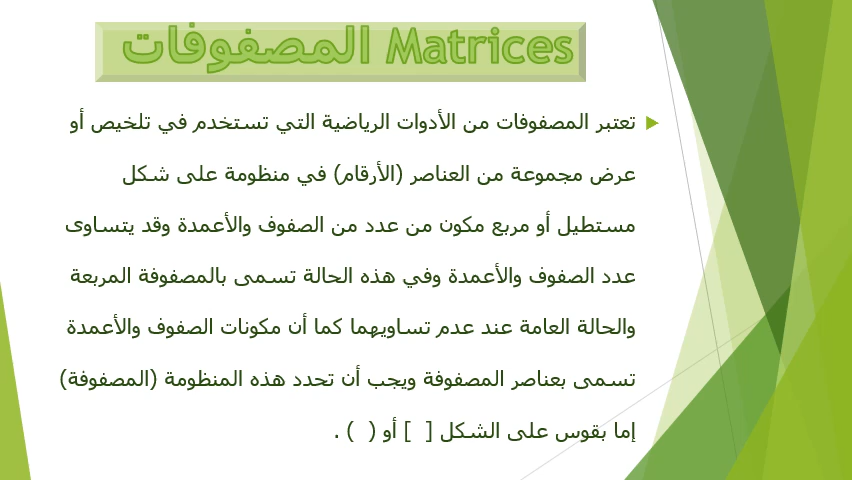 المصفوفات Matrices
تعتبر المصفوفات من الأدوات الرياضية التي تستخدم في تلخيص أو
عرض مجموعة من العناصر (الأرقام) في منظومة على شكل
مستطيل أو مربع مكون من عدد من الصفوف والأعمدة وقد يتساوى
عدد الصفوف والأعمدة وفي هذه الحالة تسمى بالمصفوفة المربعة
والحالة العامة عند عدم تساويهما كما أن مكونات الصفوف والأعمدة
تسمى بعناصر المصفوفة ويجب أن تحدد هذه المنظومة (المصفوفة)
إما بقوس على الشكل [ ] أو ( ) .